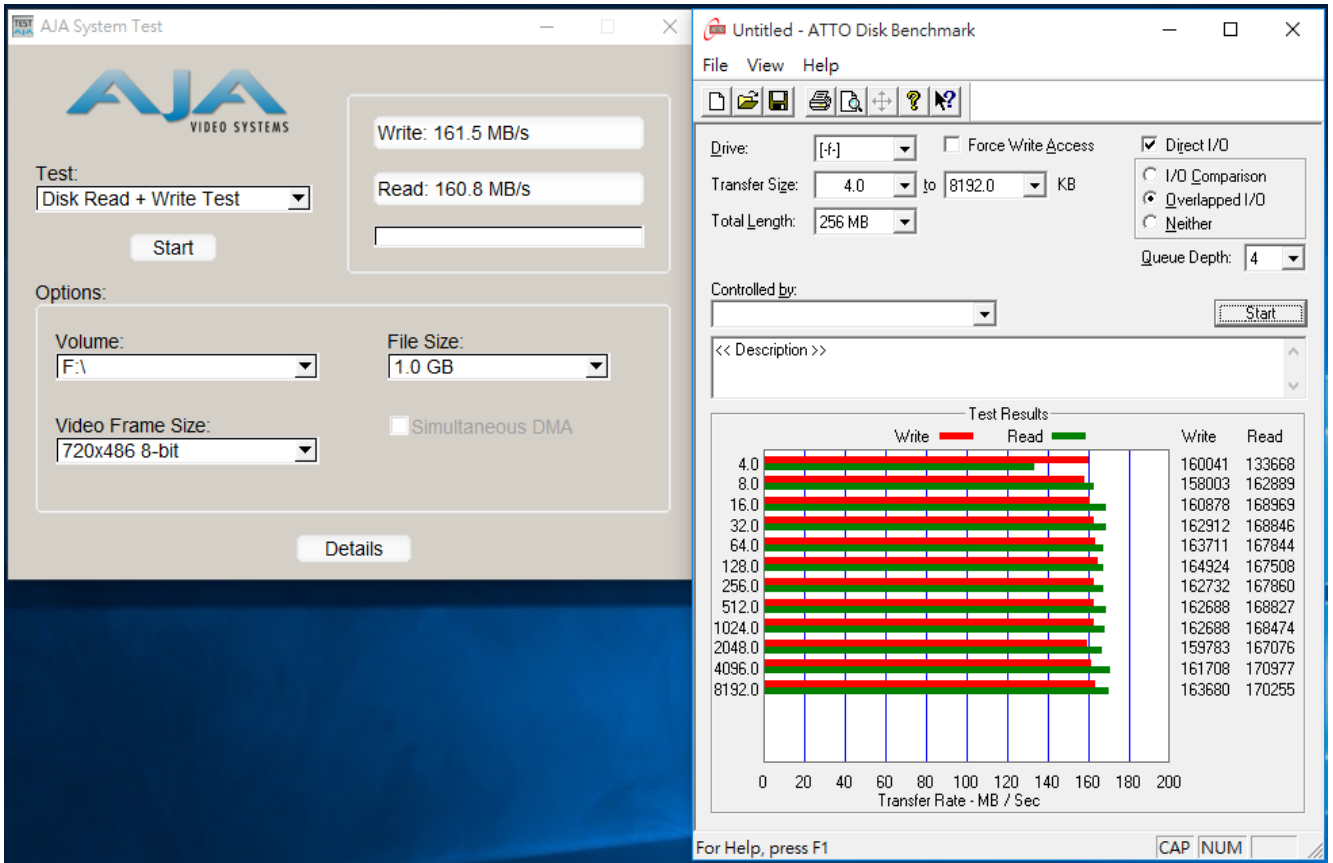 TEST
AJA
AJA System Test
AJA
VIDEO SYSTEMS
Write: 161.5 MB/s
Read: 160.8 MB/s
Test:
Disk Read + Write Test
Start
Options:
Volume:
F:\
File Size:
1.0 GB
Video Frame Size:
720x486 8-bit
Simultaneous DMA
Details
Untitled - ATTO Disk Benchmark
File View Help
Drive: [-f-] Force Write Access Direct I/O
Transfer Size: 4.0 to 8192.0 KB
I/O Comparison
Overlapped I/O
Neither
Total Length: 256 MB
Queue Depth: 4
Controlled by:
Start
<< Description >>
Test Results
Write Read Write Read
4.0 160041 133668
8.0 158003 162889
16.0 160878 168969
32.0 162912 168846
64.0 163711 167844
128.0 164924 167508
256.0 162732 167860
512.0 162688 168827
1024.0 162688 168474
2048.0 159783 167076
4096.0 161708 170977
8192.0 163680 170255
0 20 40 60 80 100 120 140 160 180 200
Transfer Rate - MB / Sec
For Help, press F1 CAP NUM